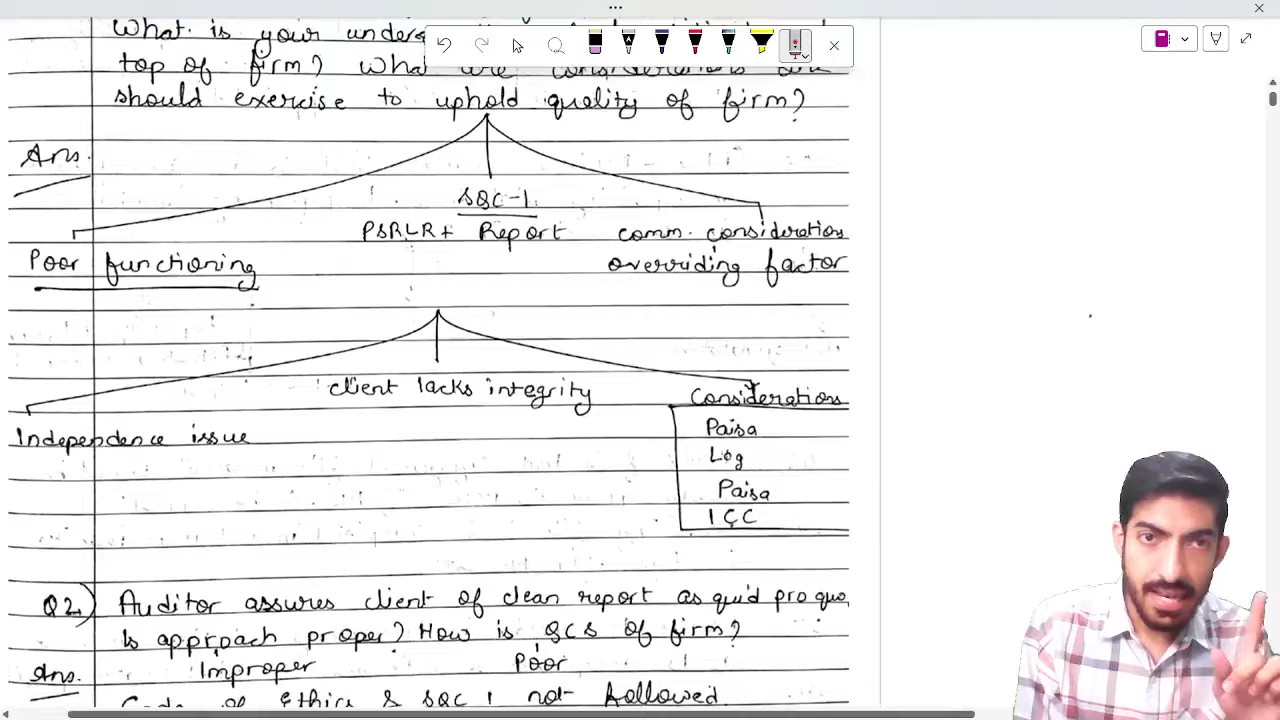 What is your
top of firm? What are considerations
should exercise to uphold quality of firm?
Ans.
SQC-1
PSRLR+ Report
comm. consideration
overriding factor
Poor functioning
client lacks integrity
Considerations
Independence issue
Paisa
Log
Paisa
Q2) Auditor assures client of clean report as quid pro quo,
Is approach proper? How is QCS of firm?
Improper
Poor
Ans.
Code of Ethics & SQC 1 not followed.